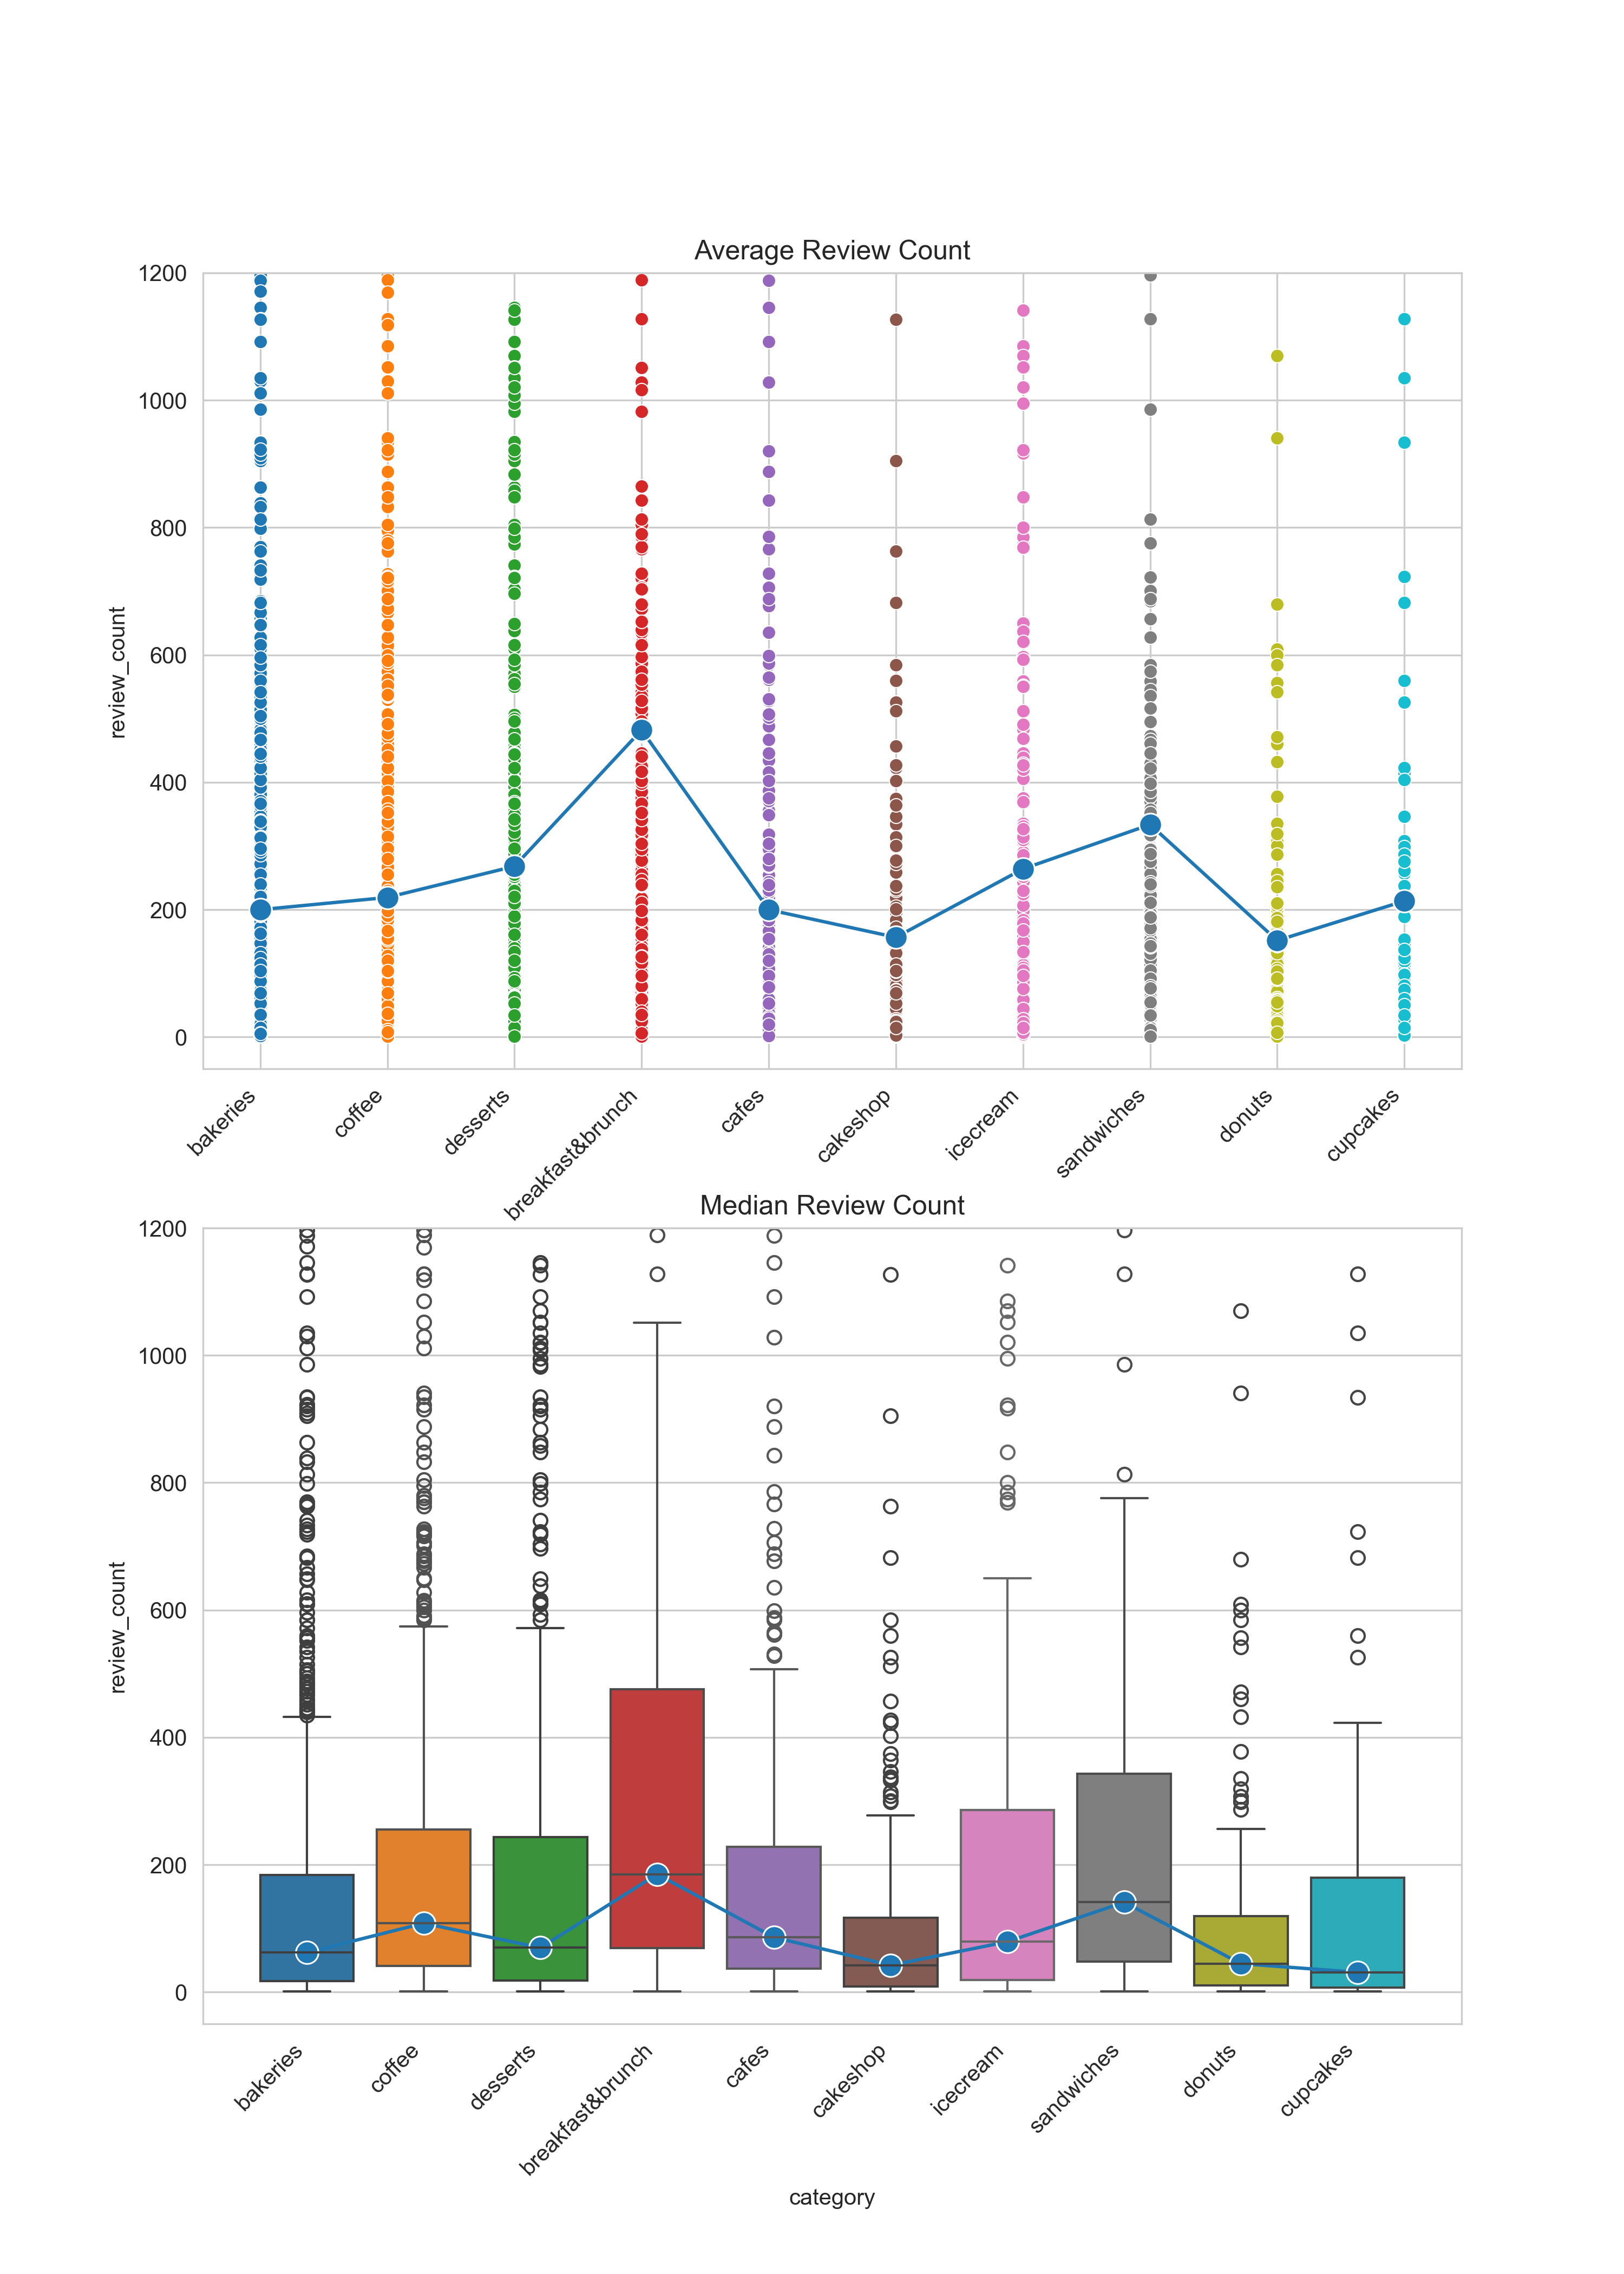 Average Review Count
1200
1000
800
600
400
200
0
review_count
bakeries
coffee
desserts
breakfast&brunch
cafes
cakeshop
icecream
sandwiches
donuts
cupcakes
Median Review Count
1200
1000
800
600
400
200
0
review_count
bakeries
coffee
desserts
breakfast&brunch
cafes
cakeshop
icecream
sandwiches
donuts
cupcakes
category